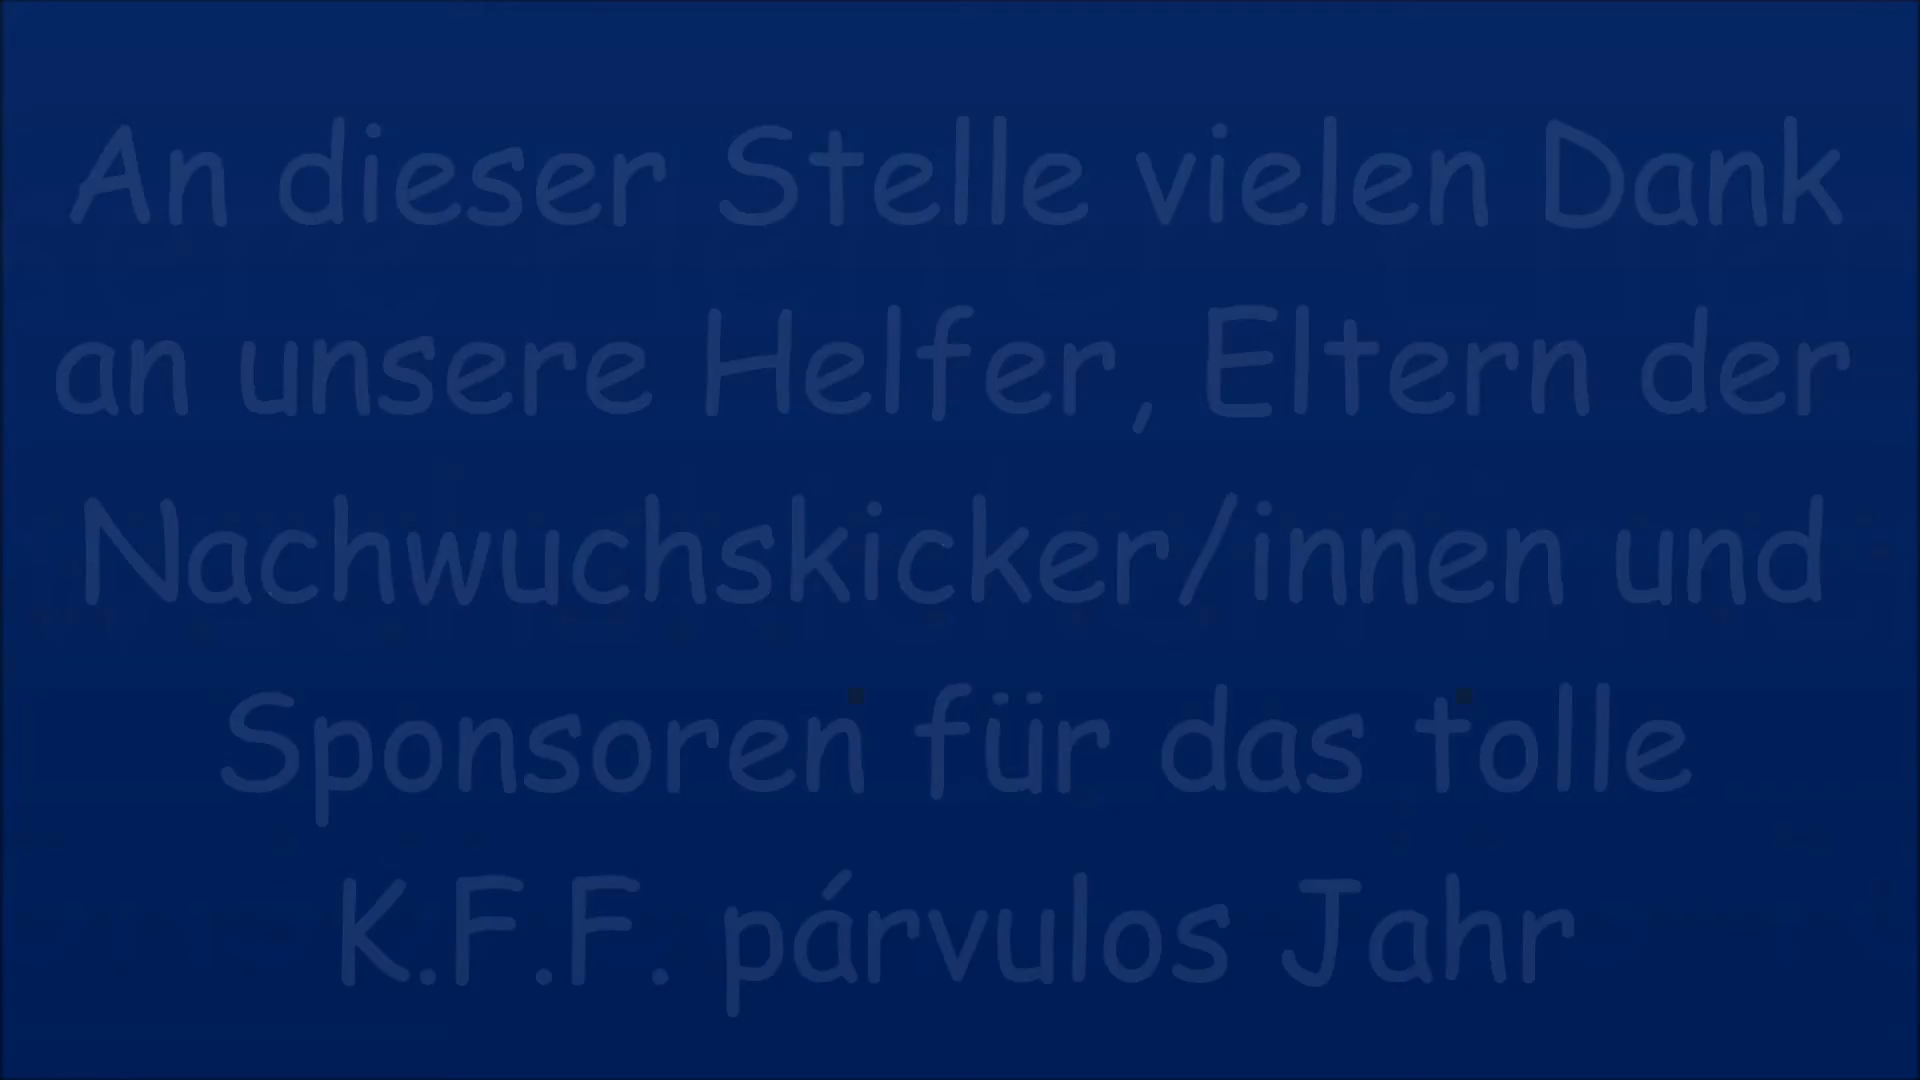 An dieser Stelle vielen Dank
an unsere Helfer, Eltern der
Nachwuchskicker/innen und
Sponsoren für das tolle
K.F.F. párvulos Jahr